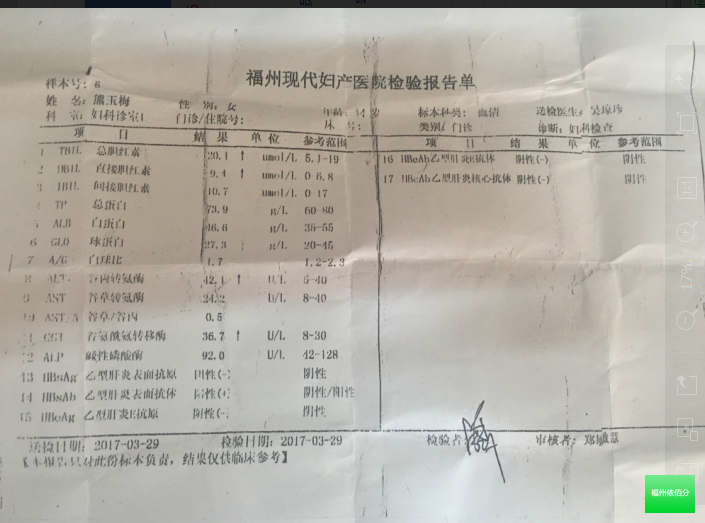 福州现代妇产医院检验报告单
样本号: 6
姓 名: 熊玉梅 性 别: 女 年龄: 岁 标本种类: 血清 送检医生: 吴琼珍
科 室: 妇科诊室 门诊/住院号: 床 号: 类别: 门诊 诊断: 妇科检查
项 目 结 果 单 位 参考范围
1 TBIL 总胆红素 20.1 ↑ umol/L 5.1-19
2 DBIL 直接胆红素 9.4 ↑ umol/L 0-6.8
3 IBIL 间接胆红素 10.7 umol/L 0-17
4 TP 总蛋白 73.9 g/L 60-80
5 ALB 白蛋白 46.6 g/L 35-55
6 GLO 球蛋白 27.3 g/L 20-45
7 A/G 白球比 1.7 1.2-2.3
8 ALT 谷丙转氨酶 42.1 ↑ U/L 5-40
9 AST 谷草转氨酶 24.2 U/L 8-40
10 AST/A 谷草/谷丙 0.5
11 GGT 谷氨酰氨转移酶 36.7 ↑ U/L 8-30
12 ALP 碱性磷酸酶 92.0 U/L 42-128
13 HBsAg 乙型肝炎表面抗原 阴性(-) 阴性
14 HBsAb 乙型肝炎表面抗体 阳性(+) 阴性/阳性
15 HBeAg 乙型肝炎E抗原 阴性(-) 阴性
项 目 结 果 单 位 参考范围
16 HBeAb 乙型肝炎E抗体 阴性(-) 阴性
17 HBcAb 乙型肝炎核心抗体 阴性(-) 阴性
送检日期: 2017-03-29 检验日期: 2017-03-29 检验者: 审核者: 郑敏慧
【本报告只对此份标本负责，结果仅供临床参考】
17%
福州依佰分